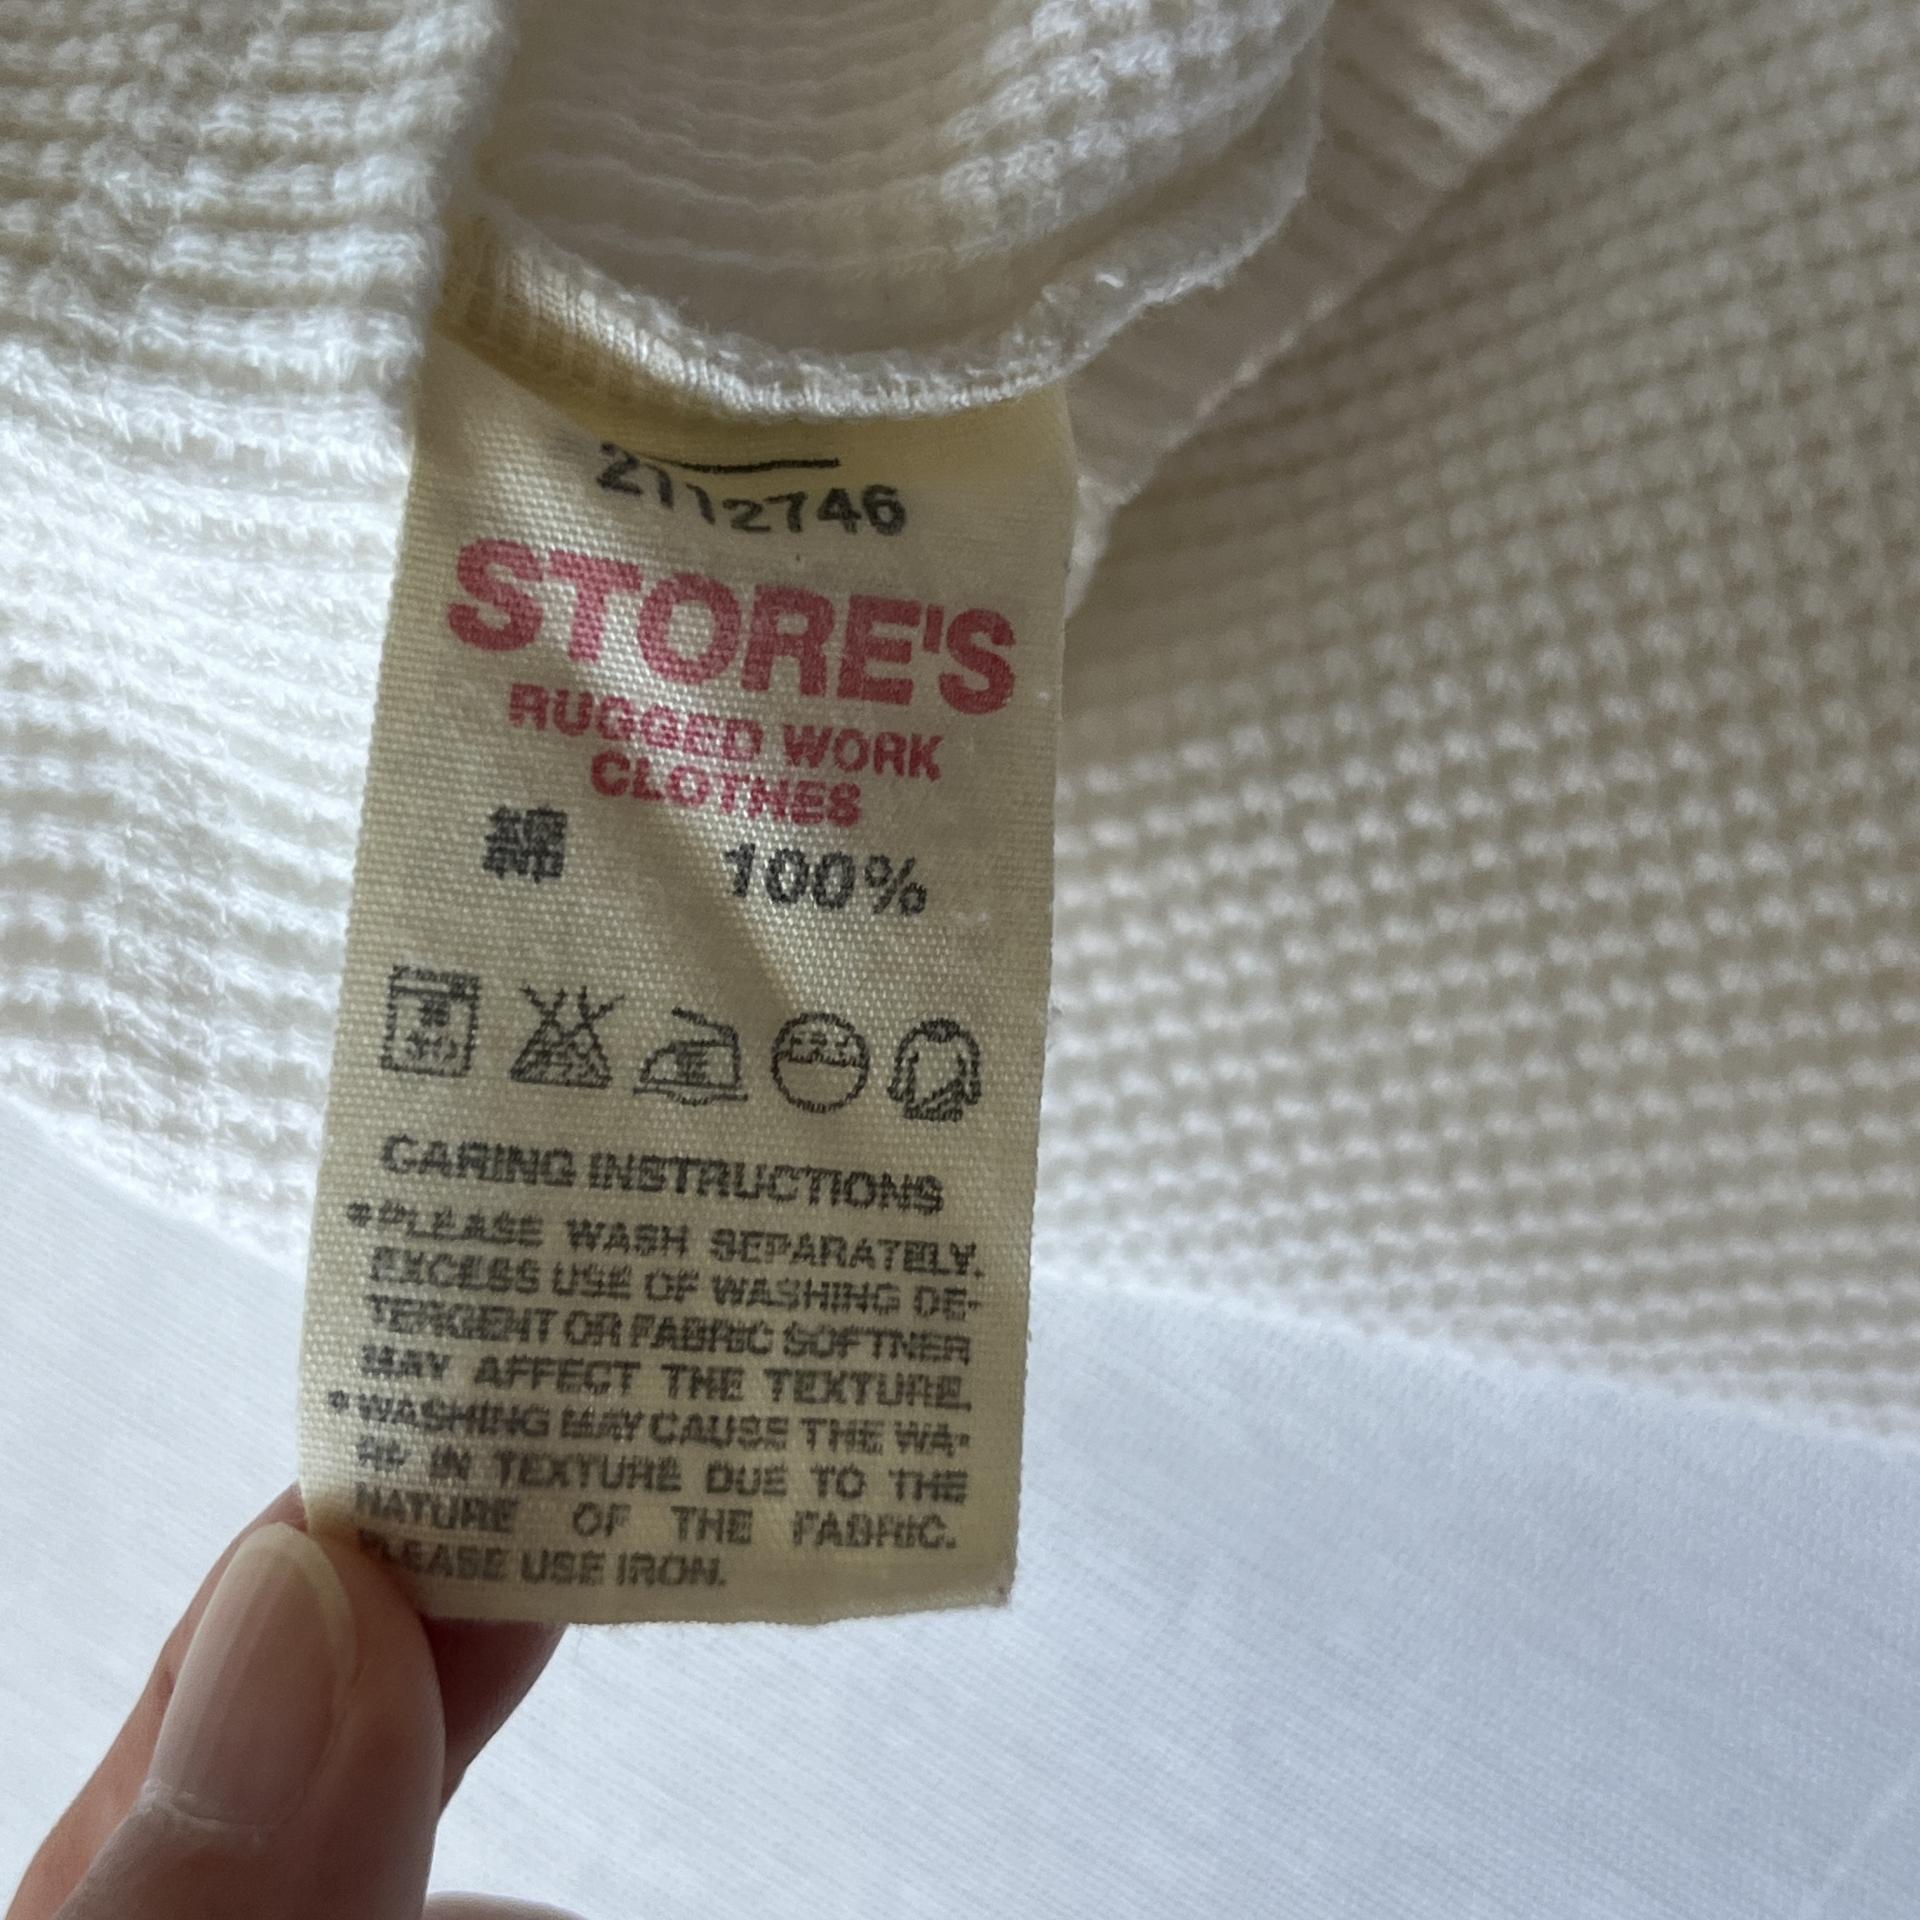 2112746
STORE'S
RUGGED WORK
CLOTHES
綿 100%
CARING INSTRUCTIONS
*PLEASE WASH SEPARATELY.
EXCESS USE OF WASHING DE-
TERGENT OR FABRIC SOFTNER
MAY AFFECT THE TEXTURE.
*WASHING MAY CAUSE THE WA-
RP IN TEXTURE DUE TO THE
NATURE OF THE FABRIC.
PLEASE USE IRON.